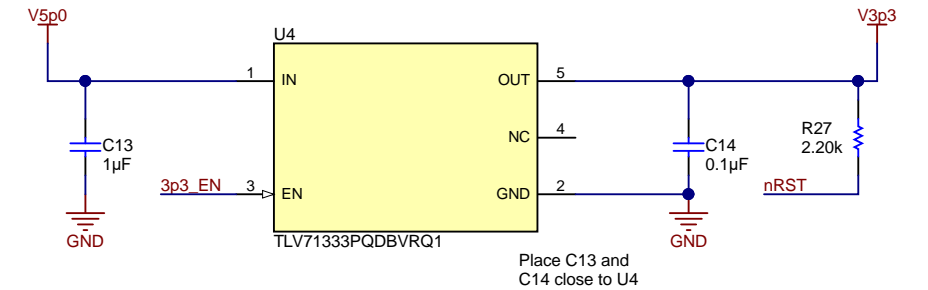 V5p0
V3p3
U4
1
IN
OUT
5
C13
1µF
NC
4
C14
0.1µF
R27
2.20k
3p3_EN
3
EN
GND
2
nRST
GND
GND
TLV71333PQDBVRQ1
Place C13 and
C14 close to U4